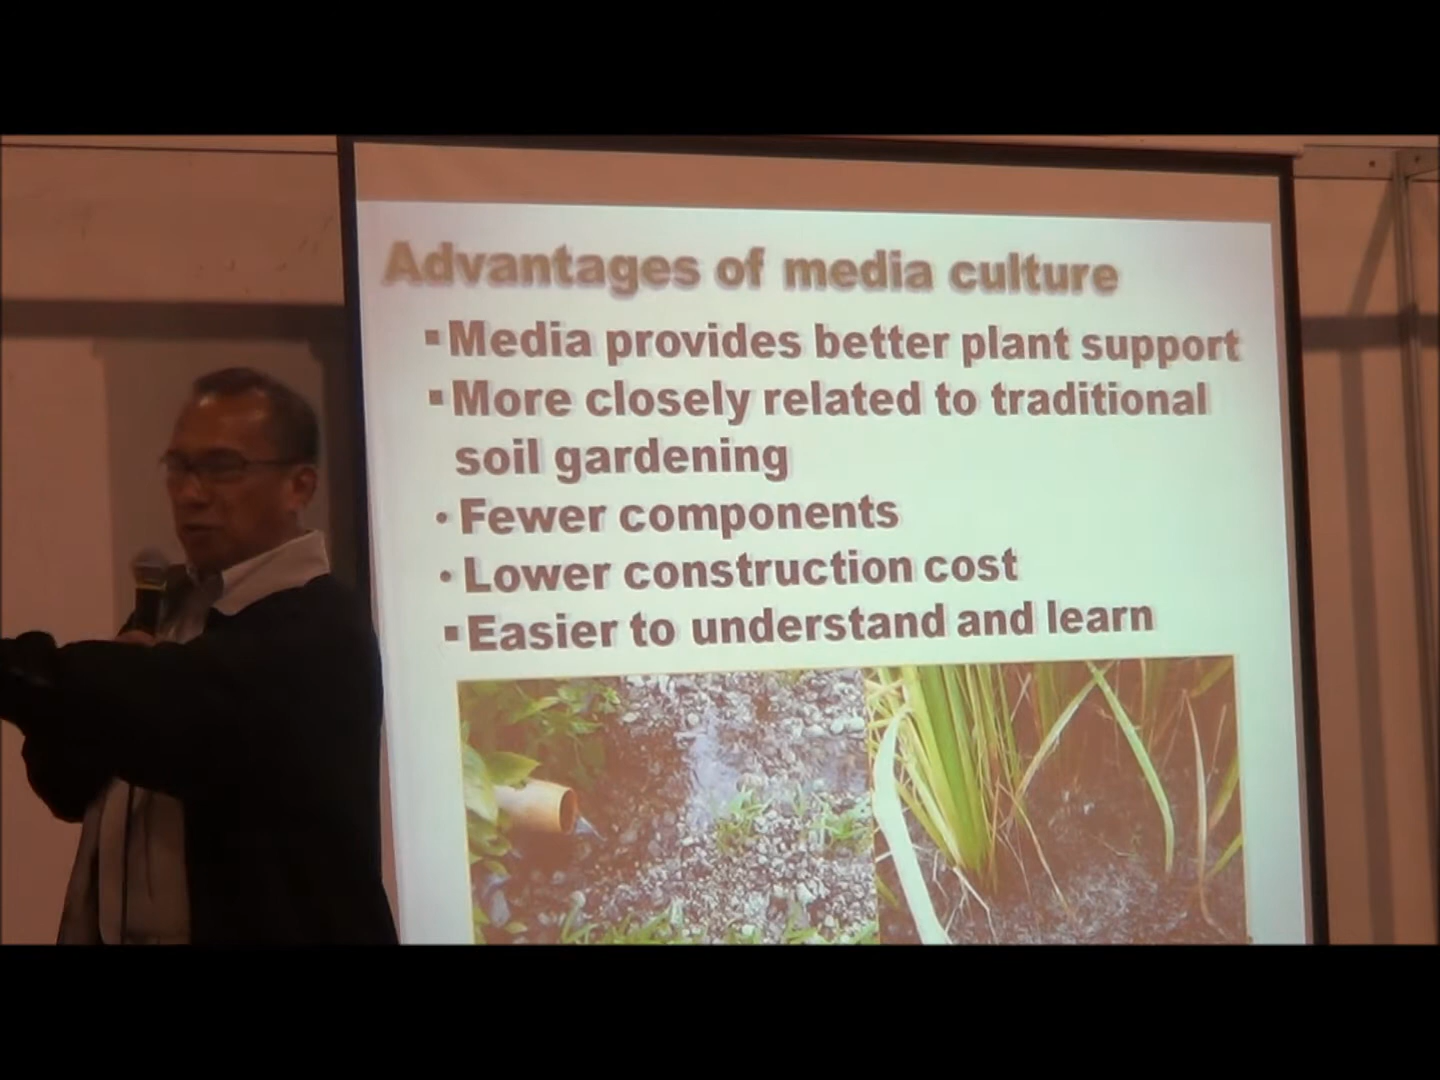 Advantages of media culture
▪Media provides better plant support
▪More closely related to traditional
soil gardening
•Fewer components
•Lower construction cost
▪Easier to understand and learn